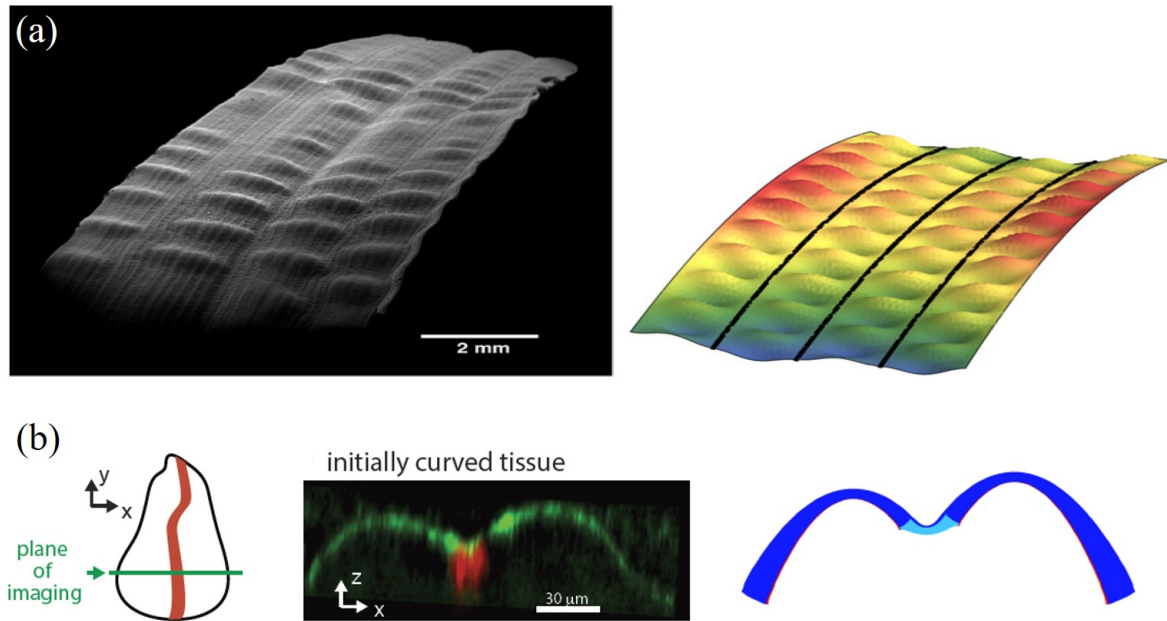 (a)
2 mm
(b)
y
x
plane
of
imaging
initially curved tissue
z
x
30 μm